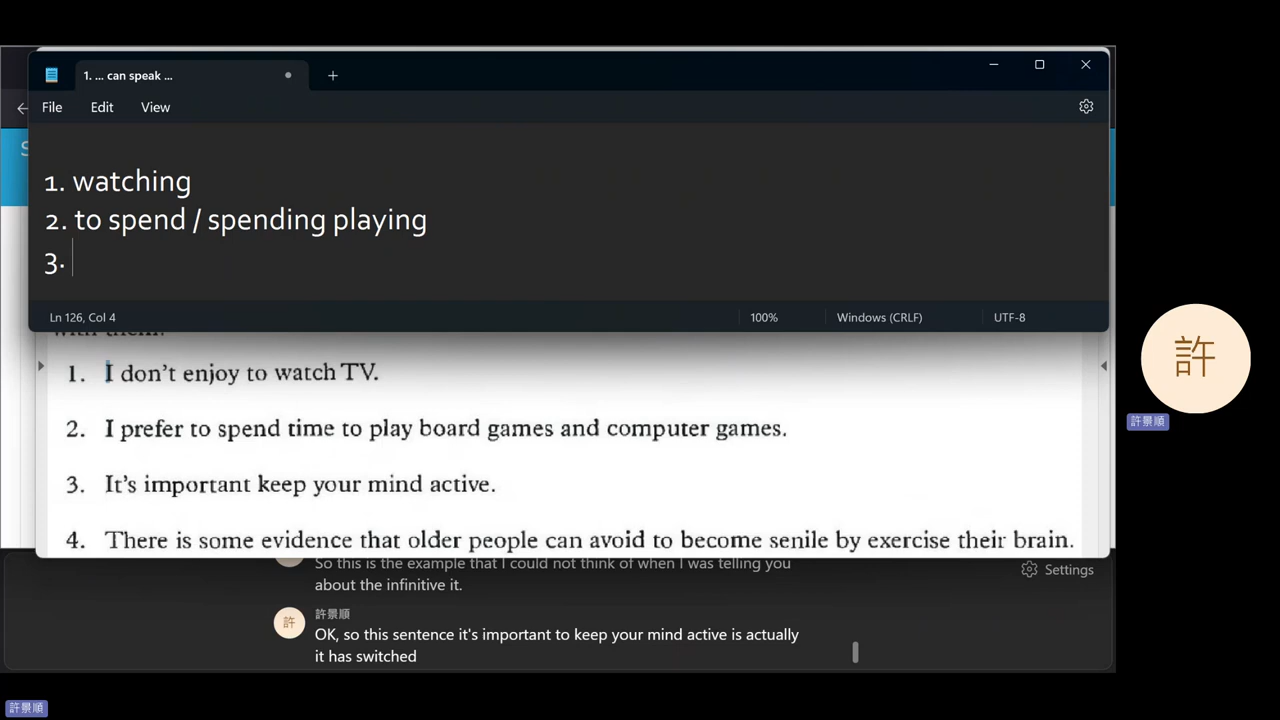 1. ... can speak ...
File Edit View
1. watching
2. to spend / spending playing
3.
Ln 126, Col 4 100% Windows (CRLF) UTF-8
with them.
1. I don't enjoy to watch TV.
2. I prefer to spend time to play board games and computer games.
3. It's important keep your mind active.
4. There is some evidence that older people can avoid to become senile by exercise their brain.
So this is the example that I could not think of when I was telling you
about the infinitive it.
Settings
許景順
許
OK, so this sentence it's important to keep your mind active is actually
it has switched
許
許景順
許景順